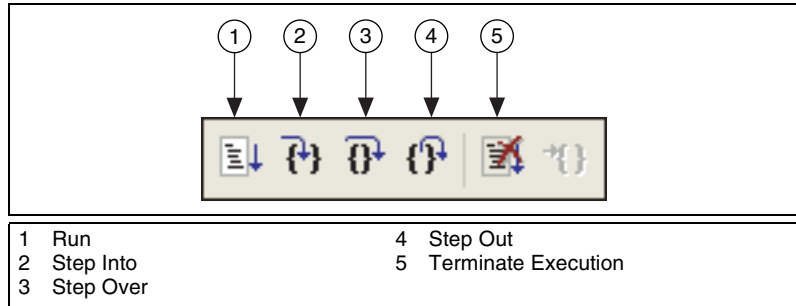 1 2 3 4 5
1 Run
2 Step Into
3 Step Over
4 Step Out
5 Terminate Execution